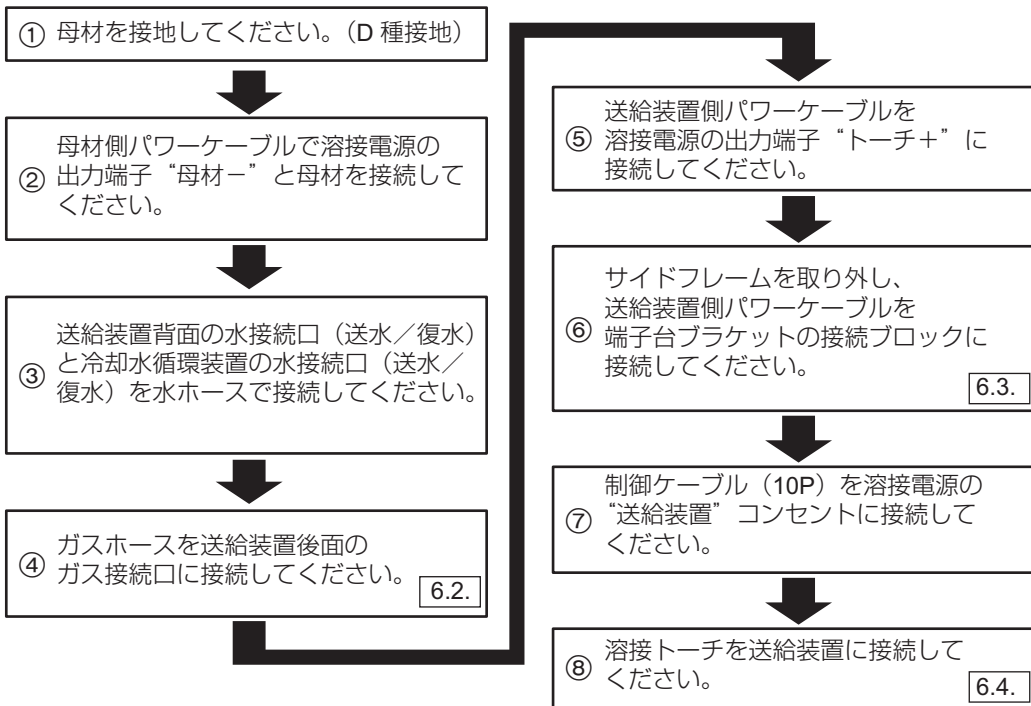 ① 母材を接地してください。（D 種接地）
母材側パワーケーブルで溶接電源の
② 出力端子“母材－”と母材を接続して
ください。
送給装置背面の水接続口（送水／復水）
③ と冷却水循環装置の水接続口（送水／
復水）を水ホースで接続してください。
ガスホースを送給装置後面の
④ ガス接続口に接続してください。
6.2.
送給装置側パワーケーブルを
⑤ 溶接電源の出力端子“トーチ＋”に
接続してください。
サイドフレームを取り外し、
送給装置側パワーケーブルを
⑥ 端子台ブラケットの接続ブロックに
接続してください。
6.3.
制御ケーブル（10P）を溶接電源の
⑦ “送給装置”コンセントに接続して
ください。
溶接トーチを送給装置に接続して
⑧ ください。
6.4.